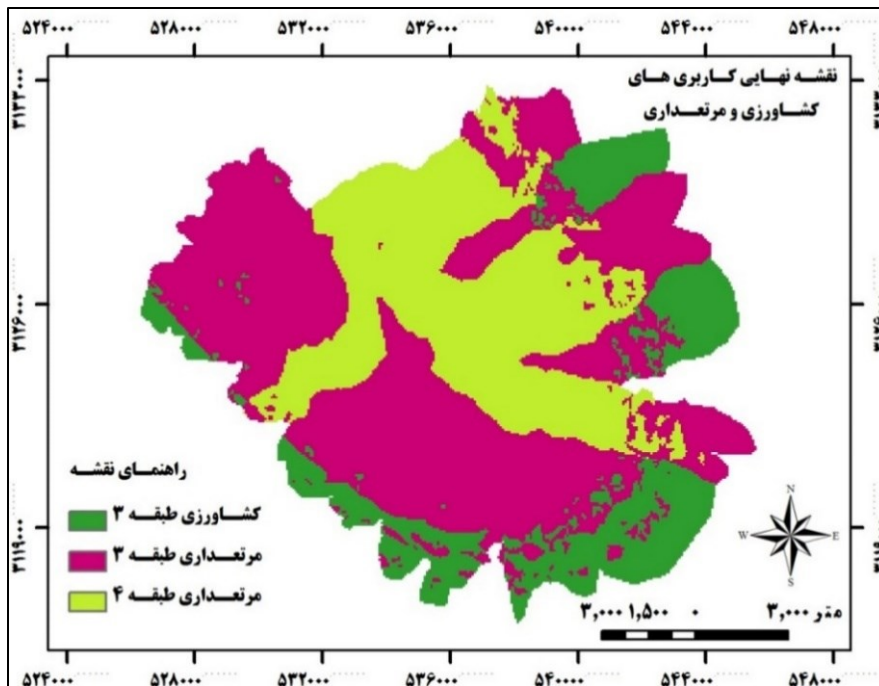 ۵۲۴۰۰۰ ۵۲۸۰۰۰ ۵۳۲۰۰۰ ۵۳۶۰۰۰ ۵۴۰۰۰۰ ۵۴۴۰۰۰ ۵۴۸۰۰۰
نقشه نهایی کاربری های
کشاورزی و مرتعداری
۳۱۳۳۰۰۰
۳۱۲۶۰۰۰
۳۱۱۹۰۰۰
راهنمای نقشه
کشاورزی طبقه ۳
مرتعداری طبقه ۳
مرتعداری طبقه ۴
N
W E
S
۳,۰۰۰ ۱,۵۰۰ ۰ ۳,۰۰۰ متر
۵۲۴۰۰۰ ۵۲۸۰۰۰ ۵۳۲۰۰۰ ۵۳۶۰۰۰ ۵۴۰۰۰۰ ۵۴۴۰۰۰ ۵۴۸۰۰۰